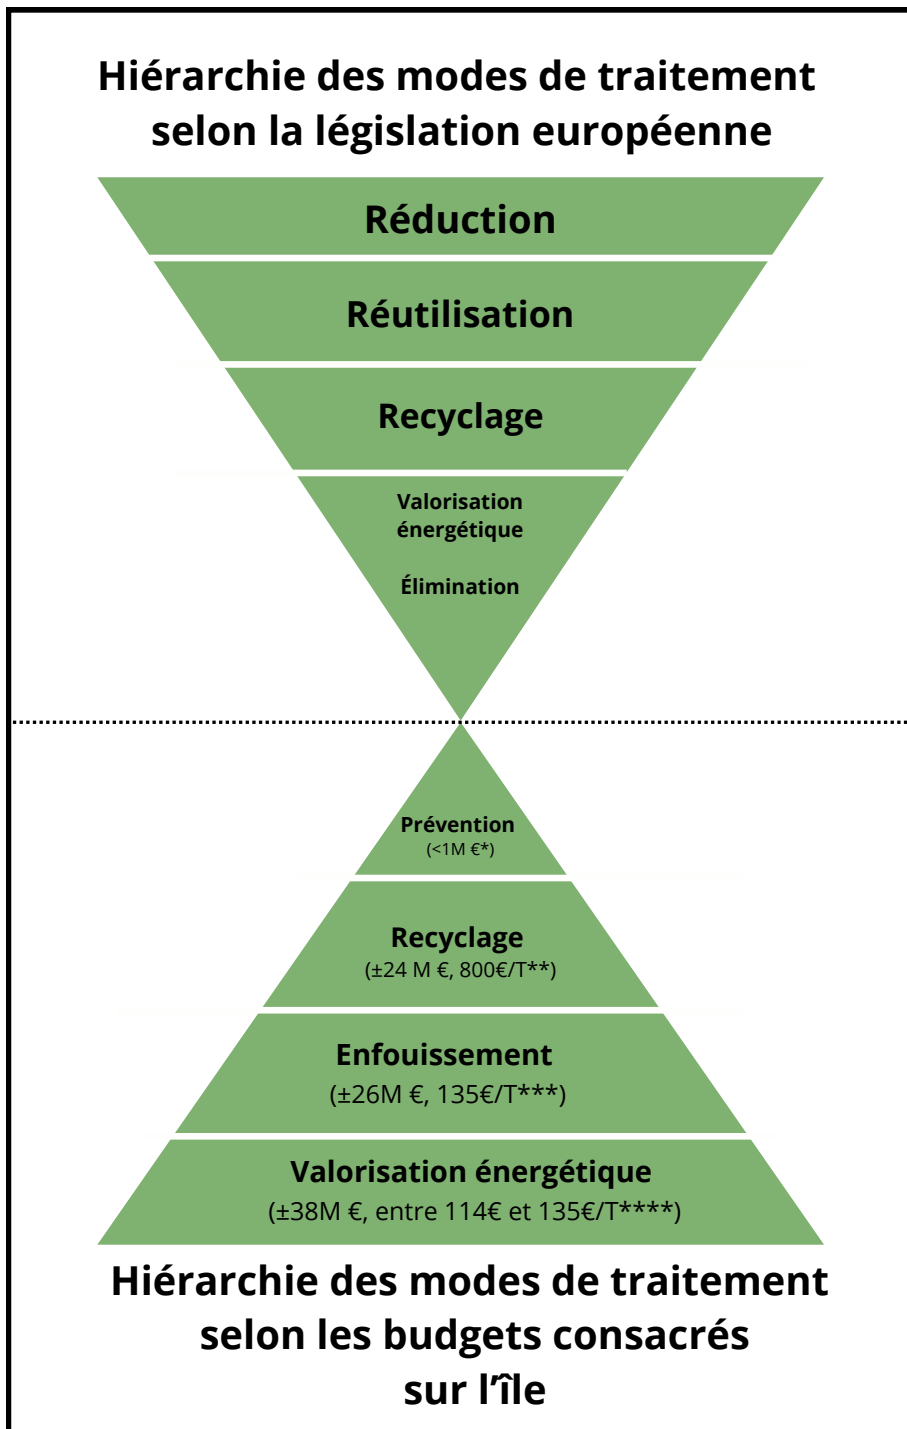 Hiérarchie des modes de traitement
selon la législation européenne
Réduction
Réutilisation
Recyclage
Valorisation
énergétique
Élimination
Prévention
(<1M €*)
Recyclage
(±24 M €, 800€/T**)
Enfouissement
(±26M €, 135€/T***)
Valorisation énergétique
(±38M €, entre 114€ et 135€/T****)
Hiérarchie des modes de traitement
selon les budgets consacrés
sur l'île